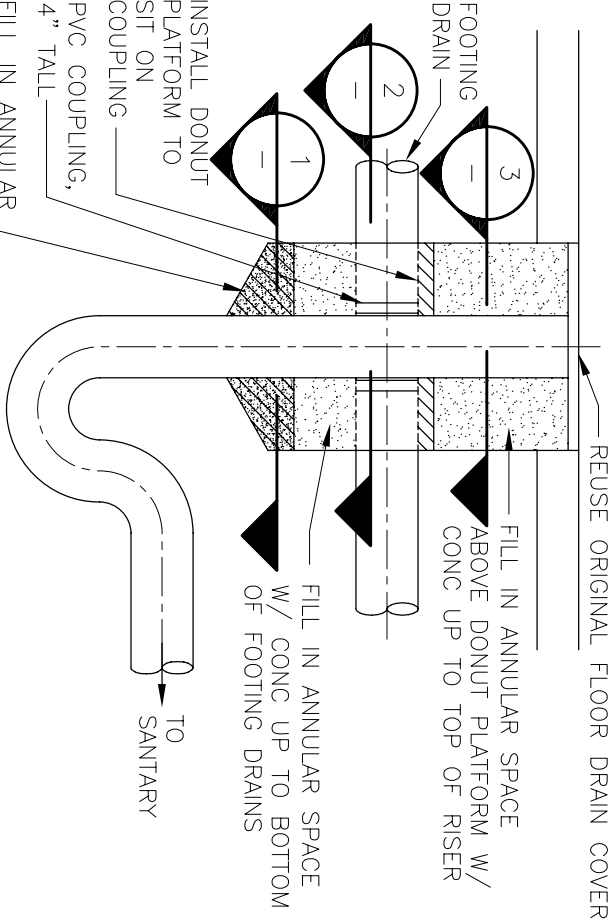 REUSE ORIGINAL FLOOR DRAIN COVER
FOOTING
DRAIN
3
–
2
–
1
–
FILL IN ANNULAR SPACE
ABOVE DONUT PLATFORM W/
CONC UP TO TOP OF RISER
INSTALL DONUT
PLATFORM TO
SIT ON
COUPLING
PVC COUPLING,
4" TALL
FILL IN ANNULAR SPACE
W/ CONC UP TO BOTTOM
OF FOOTING DRAINS
FILL IN ANNULAR
TO
SANTARY